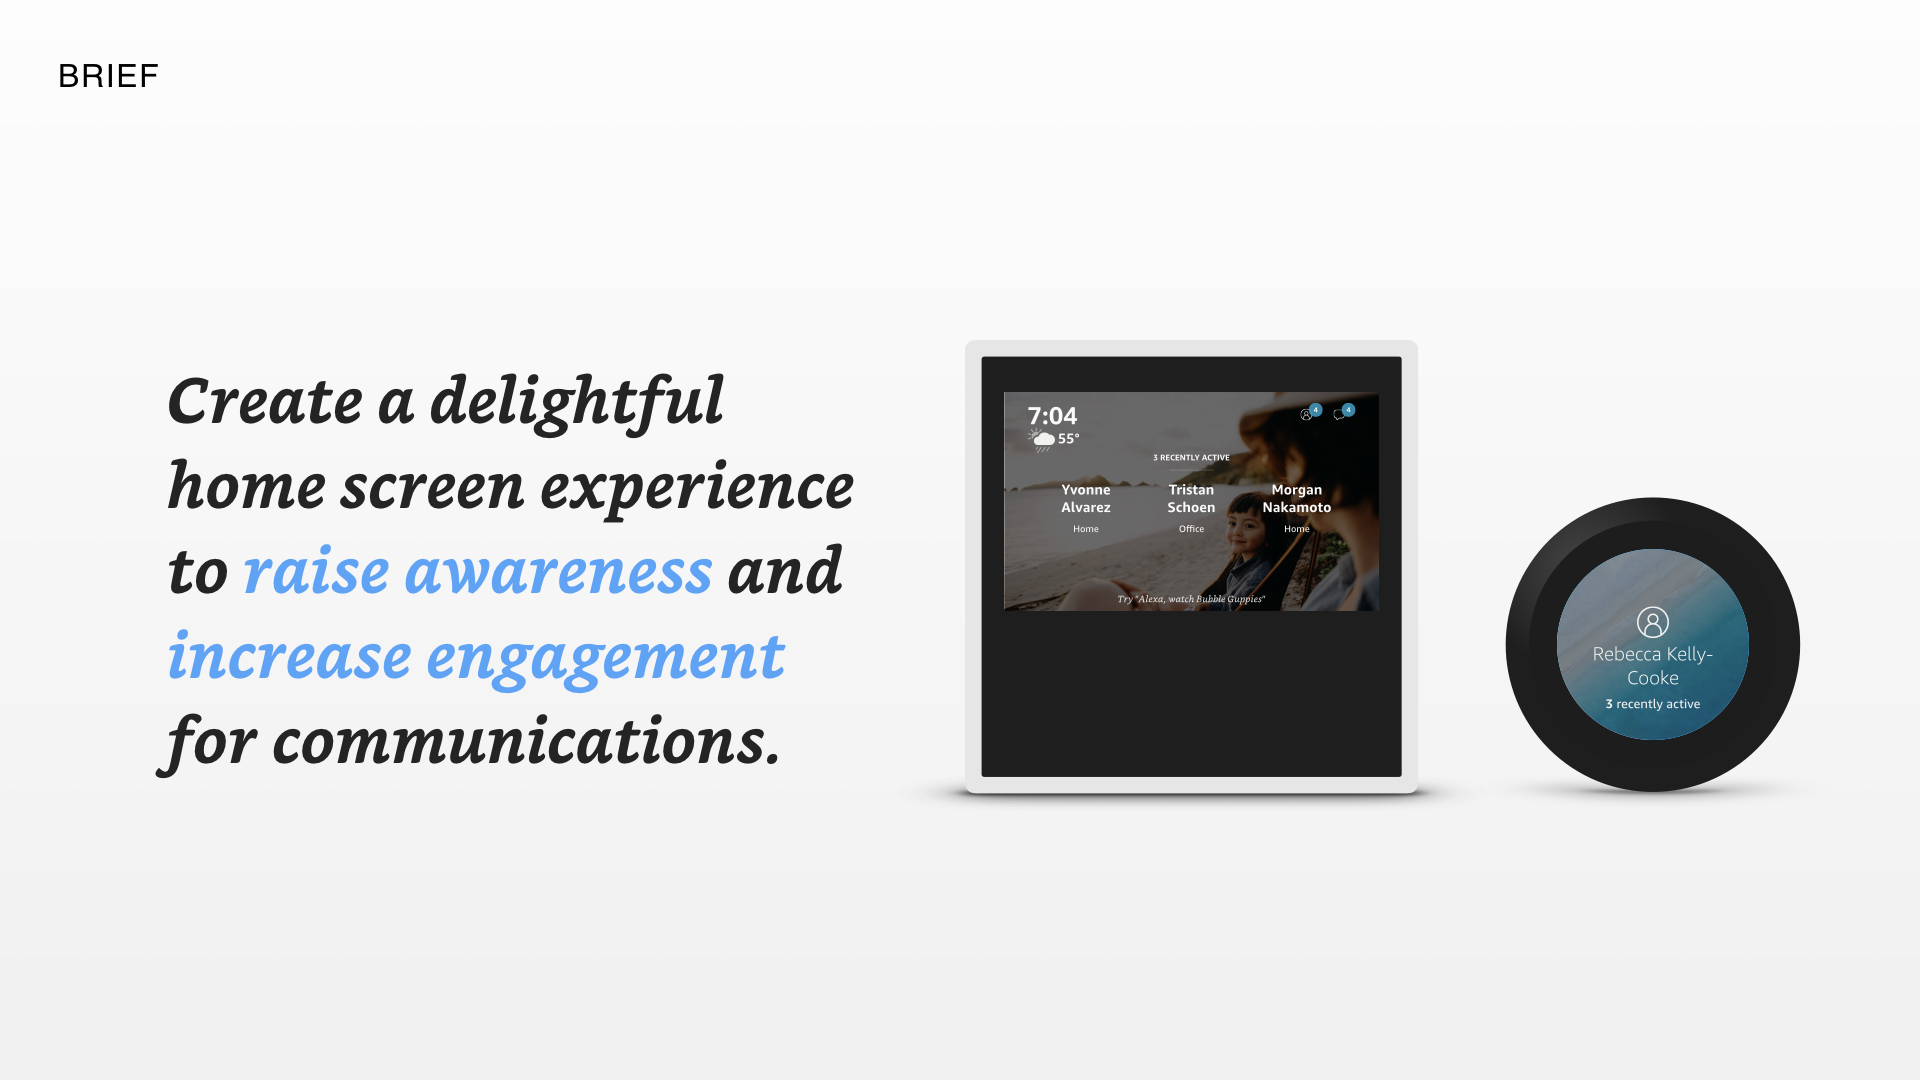 BRIEF
Create a delightful
home screen experience
to raise awareness and
increase engagement
for communications.
7:04
55°
4
4
3 RECENTLY ACTIVE
Yvonne
Alvarez
Home
Tristan
Schoen
Office
Morgan
Nakamoto
Home
Try "Alexa, watch Bubble Guppies"
Rebecca Kelly-
Cooke
3 recently active